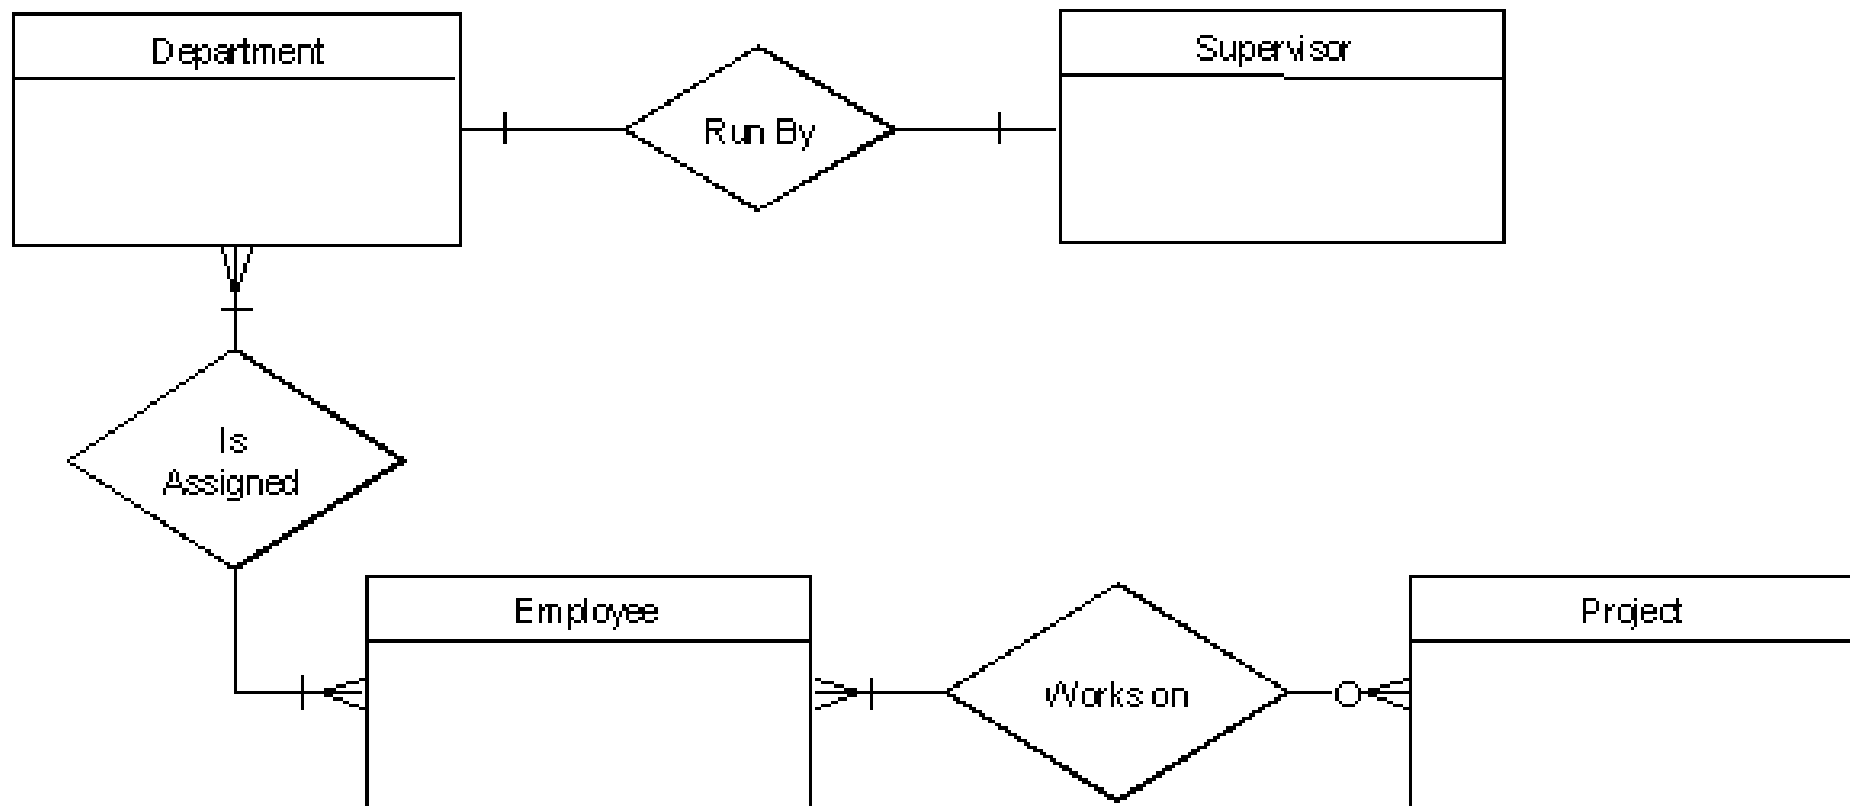 Department
Supervisor
Run By
Is
Assigned
Employee
Project
Works on